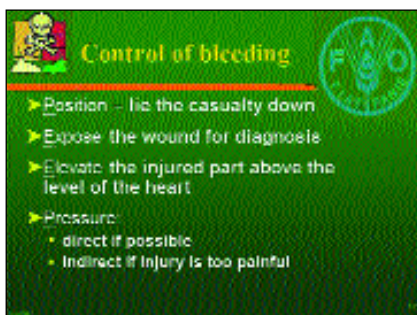 Control of bleeding
F A O
Position – lie the casualty down
Expose the wound for diagnosis
Elevate the injured part above the
level of the heart
Pressure:
direct if possible
indirect if injury is too painful